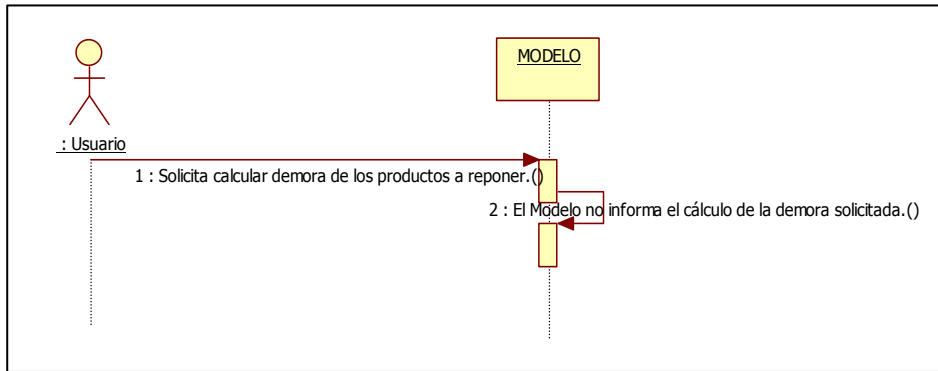 MODELO
: Usuario
1 : Solicita calcular demora de los productos a reponer.()
2 : El Modelo no informa el cálculo de la demora solicitada.()